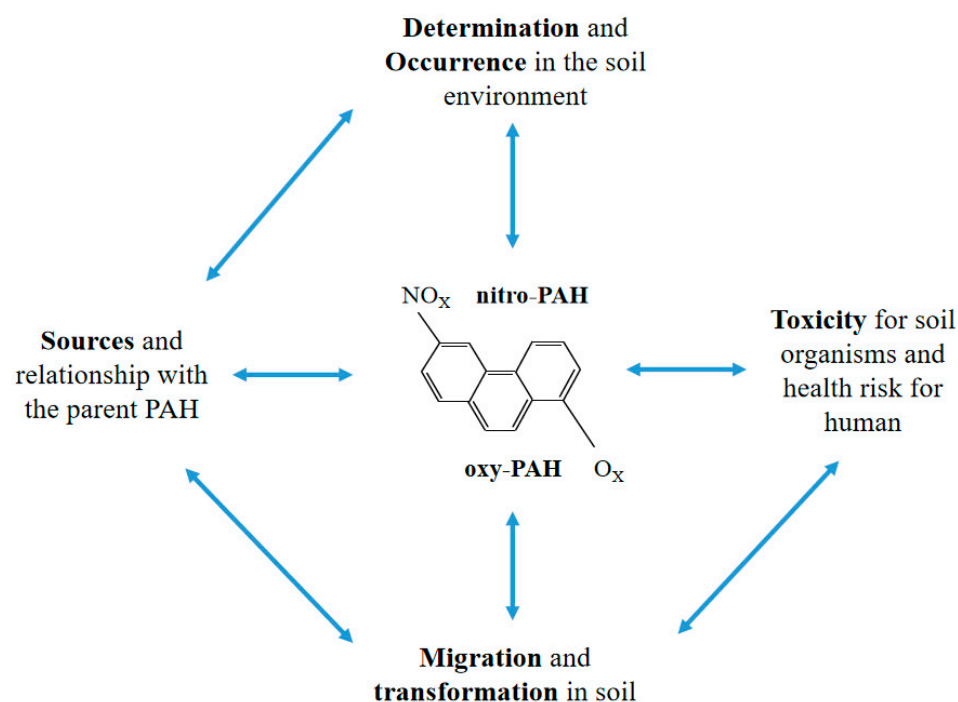 Determination and
Occurrence in the soil
environment
NOX nitro-PAH
Sources and
relationship with
the parent PAH
Toxicity for soil
organisms and
health risk for
human
oxy-PAH OX
Migration and
transformation in soil